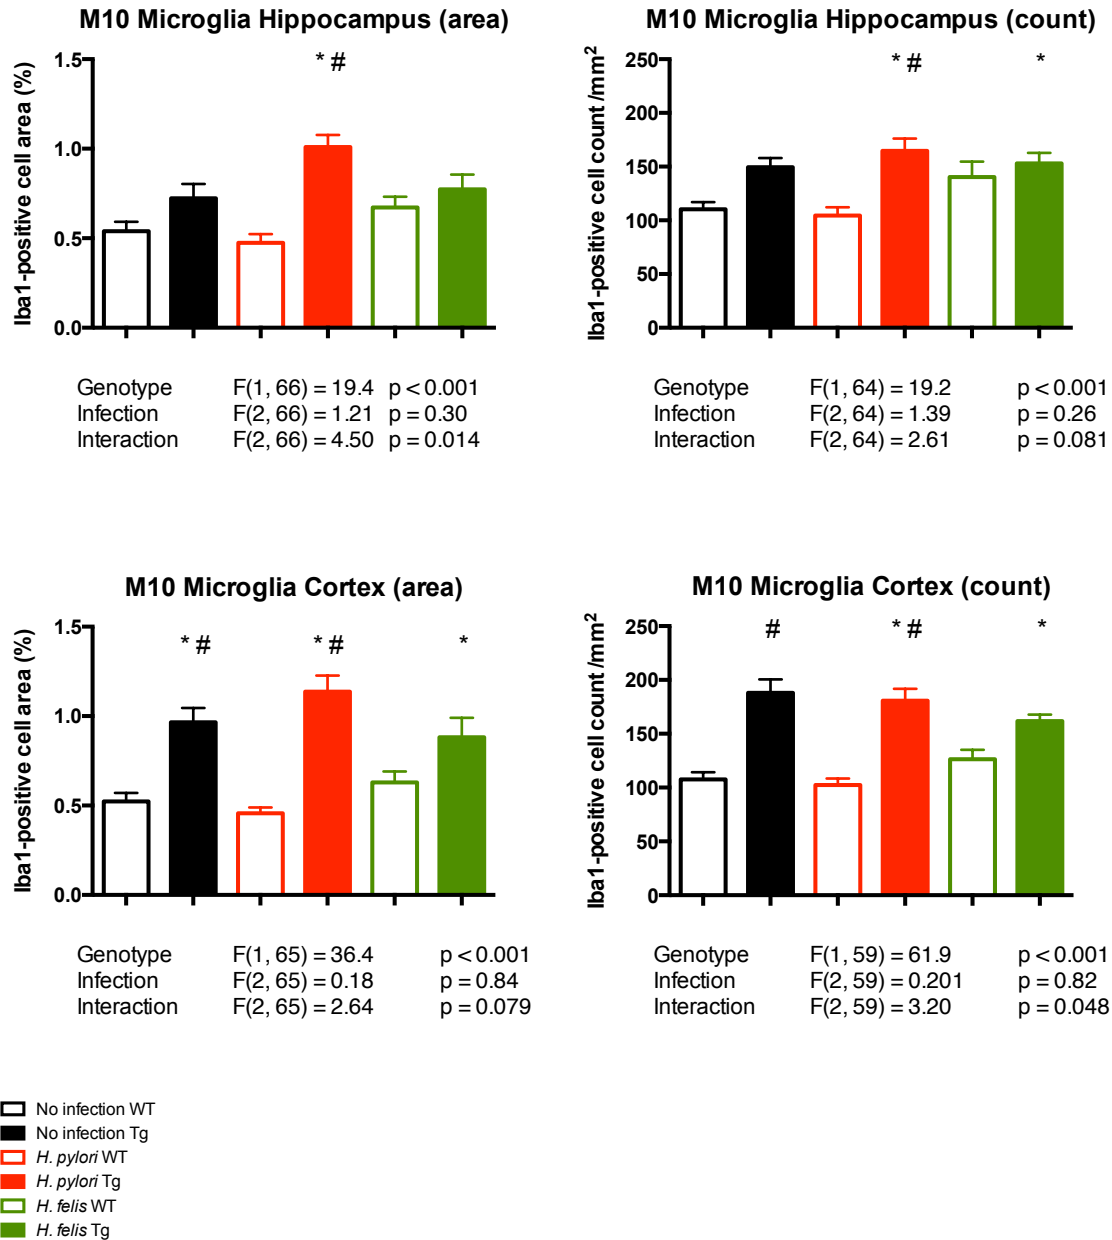 M10 Microglia Hippocampus (area)
Iba1-positive cell area (%)
1.5
1.0
0.5
0.0
* #
Genotype F(1, 66) = 19.4 p < 0.001
Infection F(2, 66) = 1.21 p = 0.30
Interaction F(2, 66) = 4.50 p = 0.014
M10 Microglia Hippocampus (count)
Iba1-positive cell count /mm²
250
200
150
100
50
0
* # *
Genotype F(1, 64) = 19.2 p < 0.001
Infection F(2, 64) = 1.39 p = 0.26
Interaction F(2, 64) = 2.61 p = 0.081
M10 Microglia Cortex (area)
Iba1-positive cell area (%)
1.5
1.0
0.5
0.0
* # * # *
Genotype F(1, 65) = 36.4 p < 0.001
Infection F(2, 65) = 0.18 p = 0.84
Interaction F(2, 65) = 2.64 p = 0.079
M10 Microglia Cortex (count)
Iba1-positive cell count /mm²
250
200
150
100
50
0
# * # *
Genotype F(1, 59) = 61.9 p < 0.001
Infection F(2, 59) = 0.201 p = 0.82
Interaction F(2, 59) = 3.20 p = 0.048
No infection WT
No infection Tg
H. pylori WT
H. pylori Tg
H. felis WT
H. felis Tg